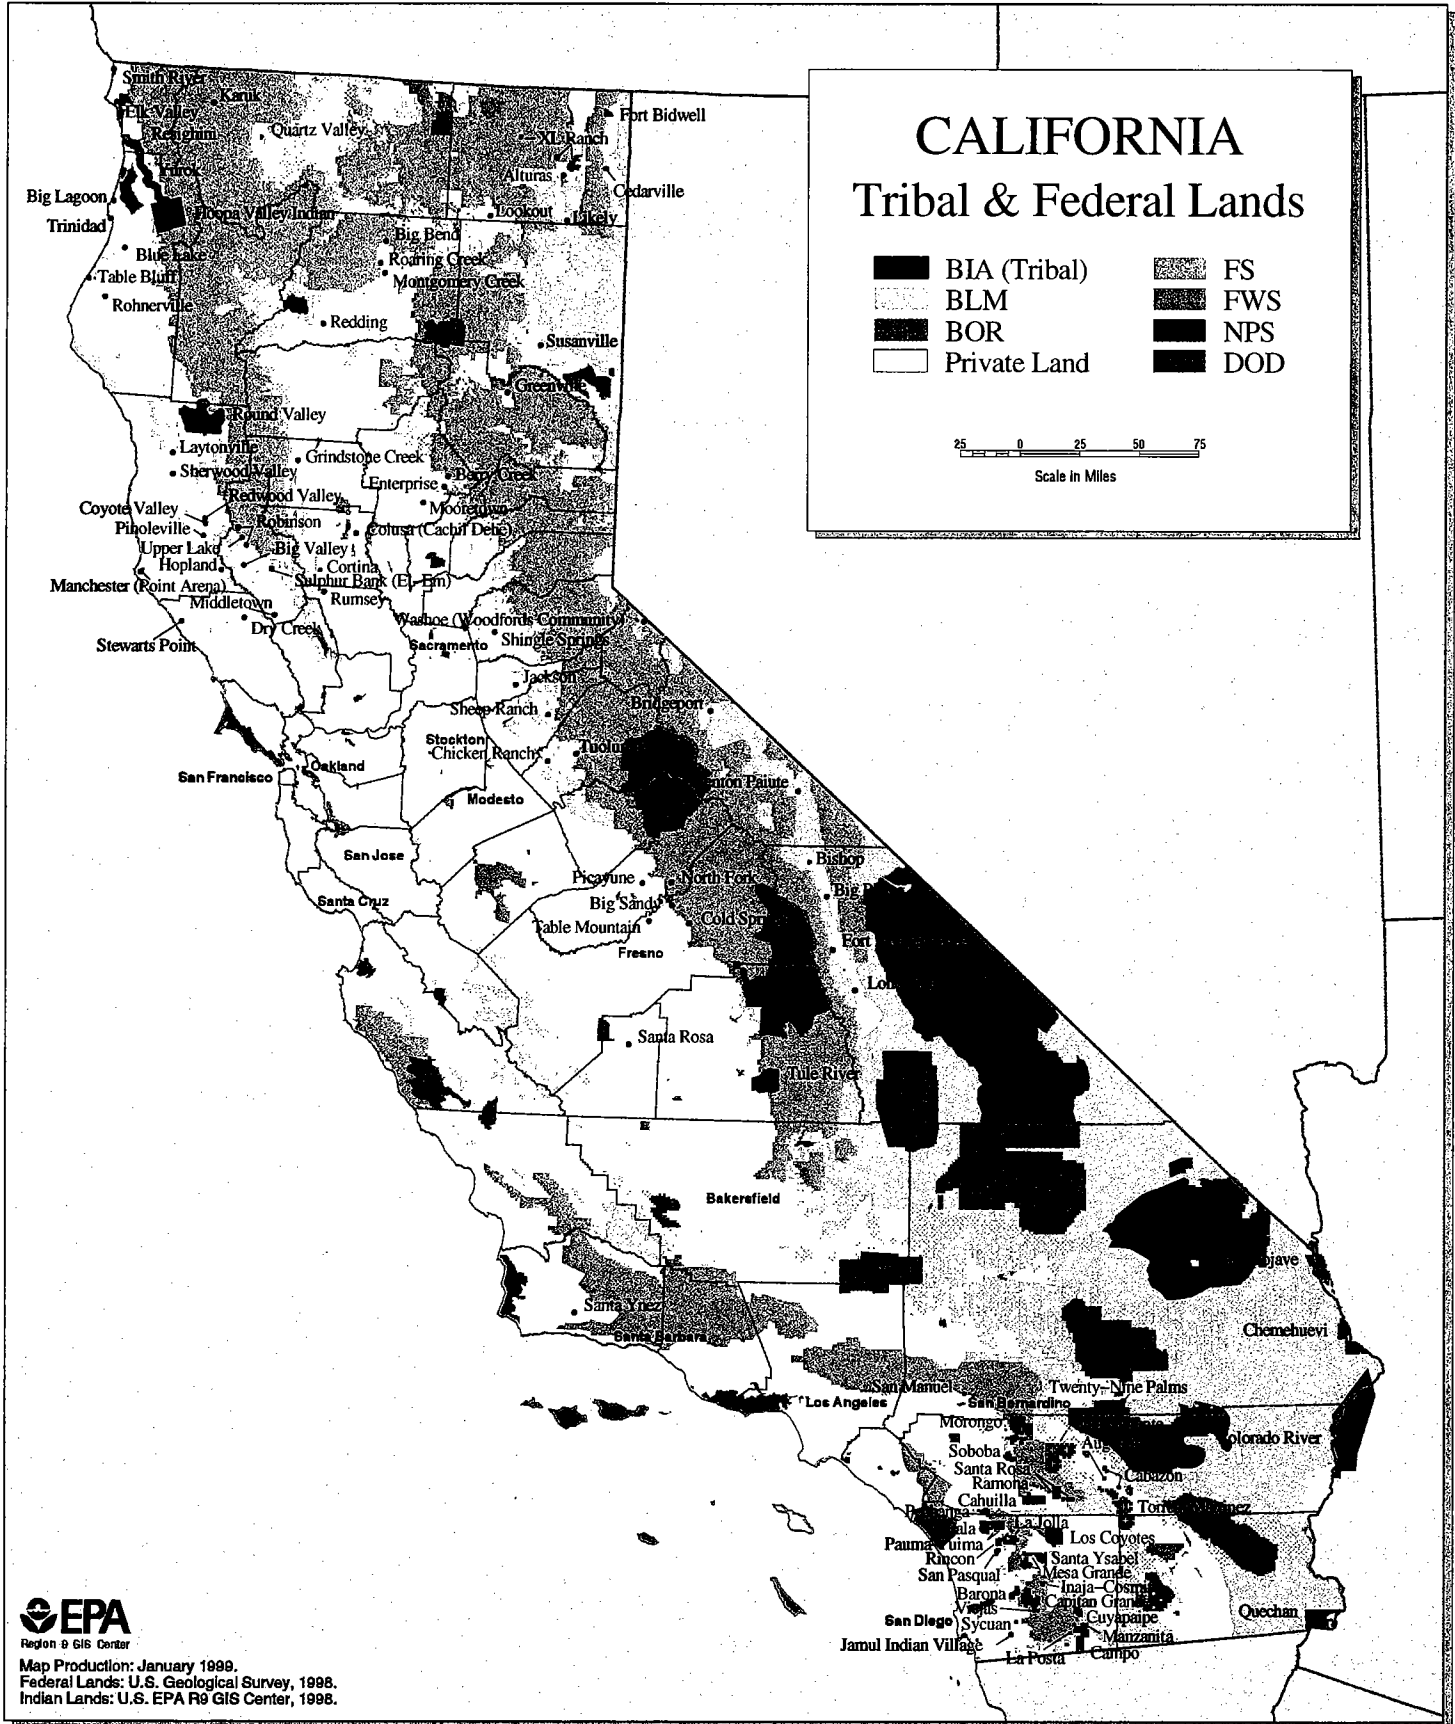 CALIFORNIA
Tribal & Federal Lands
BIA (Tribal)
BLM
BOR
Private Land
FS
FWS
NPS
DOD
25 0 25 50 75
Scale in Miles
Smith River
Karuk
Elk Valley
Quartz Valley
Fort Bidwell
XL Ranch
Alturas
Cedarville
Big Lagoon
Trinidad
Hoopa Valley Indian
Lookout
Likely
Big Bend
Blue Lake
Roaring Creek
Table Bluff
Montgomery Creek
Rohnerville
Redding
Susanville
Greenville
Round Valley
Laytonville
Grindstone Creek
Sherwood Valley
Berry Creek
Enterprise
Redwood Valley
Mooretown
Coyote Valley
Pinoleville
Robinson
Colusa (Cachil Dehe)
Upper Lake
Big Valley
Hopland
Cortina
Manchester (Point Arena)
Sulphur Bank (El-Em)
Rumsey
Middletown
Dry Creek
Washoe (Woodfords Community)
Stewarts Point
Sacramento
Shingle Springs
Jackson
Sheep Ranch
Bridgeport
Stockton
Chicken Ranch
San Francisco
Oakland
Modesto
San Jose
Bishop
Picayune
North Fork
Santa Cruz
Big Sandy
Table Mountain
Fresno
Fort
Santa Rosa
Tule River
Bakersfield
Santa Ynez
Santa Barbara
Chemehuevi
San Manuel
Twenty-Nine Palms
Los Angeles
San Bernardino
Morongo
Colorado River
Soboba
Santa Rosa
Cabazon
Ramona
Cahuilla
La Jolla
Los Coyotes
Rincon
Santa Ysabel
San Pasqual
Mesa Grande
Barona
Viejas
Capitan Grande
San Diego
Sycuan
Cuyapaipe
Quechan
Jamul Indian Village
Manzanita
La Posta
Campo
EPA
Region 9 GIS Center
Map Production: January 1999.
Federal Lands: U.S. Geological Survey, 1998.
Indian Lands: U.S. EPA R9 GIS Center, 1998.